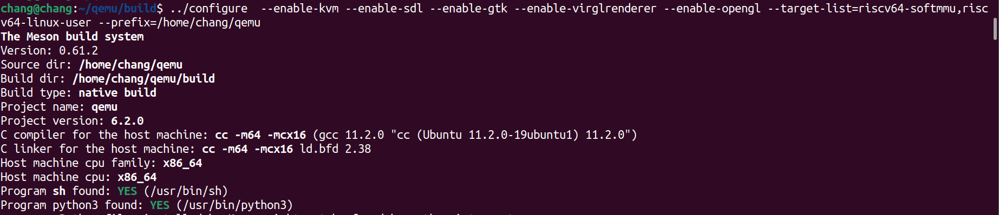 chang@chang:~/qemu/build$ ../configure  --enable-kvm --enable-sdl --enable-gtk --enable-virglrenderer --enable-opengl --target-list=riscv64-softmmu,risc
v64-linux-user --prefix=/home/chang/qemu
The Meson build system
Version: 0.61.2
Source dir: /home/chang/qemu
Build dir: /home/chang/qemu/build
Build type: native build
Project name: qemu
Project version: 6.2.0
C compiler for the host machine: cc -m64 -mcx16 (gcc 11.2.0 "cc (Ubuntu 11.2.0-19ubuntu1) 11.2.0")
C linker for the host machine: cc -m64 -mcx16 ld.bfd 2.38
Host machine cpu family: x86_64
Host machine cpu: x86_64
Program sh found: YES (/usr/bin/sh)
Program python3 found: YES (/usr/bin/python3)